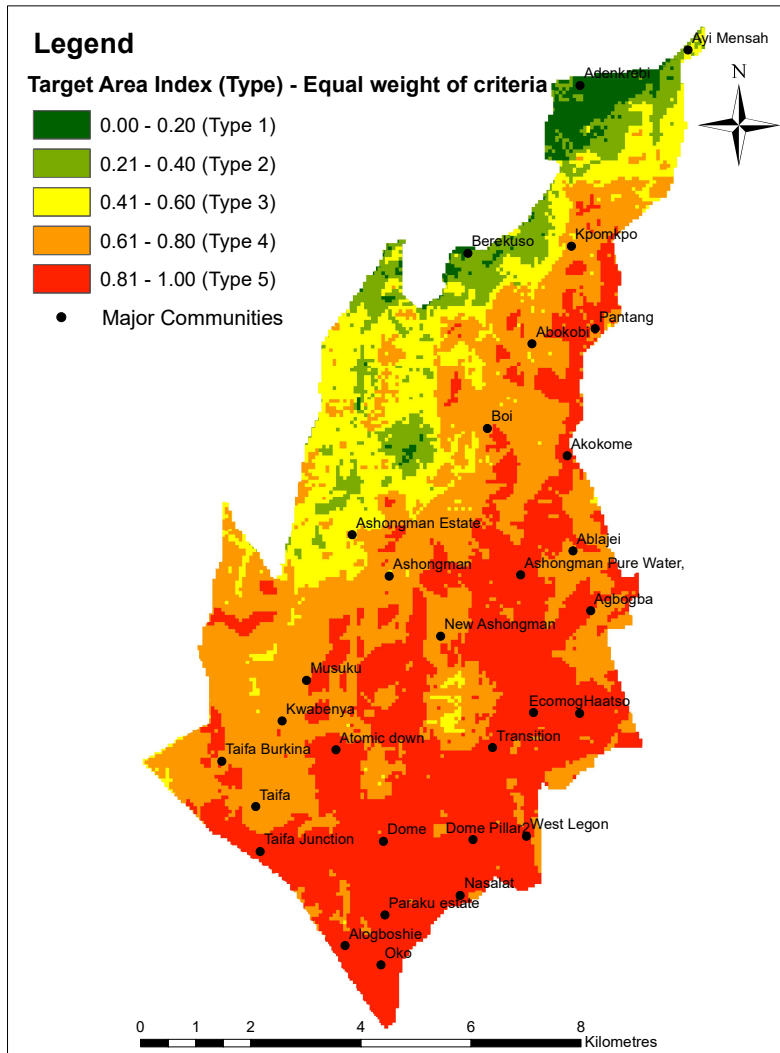 Legend
Target Area Index (Type) - Equal weight of criteria
0.00 - 0.20 (Type 1)
0.21 - 0.40 (Type 2)
0.41 - 0.60 (Type 3)
0.61 - 0.80 (Type 4)
0.81 - 1.00 (Type 5)
Major Communities
N
Ayi Mensah
Adenkrebi
Berekuso
Kpomkpo
Pantang
Abokobi
Boi
Akokome
Ashongman Estate
Ablajei
Ashongman
Ashongman Pure Water,
Agbogba
New Ashongman
Musuku
Ecomog
Haatso
Kwabenya
Atomic down
Transition
Taifa Burkina
Taifa
Taifa Junction
Dome
Dome Pillar2
West Legon
Nasalat
Paraku estate
Alogboshie
Oko
0 1 2 4 6 8
Kilometres